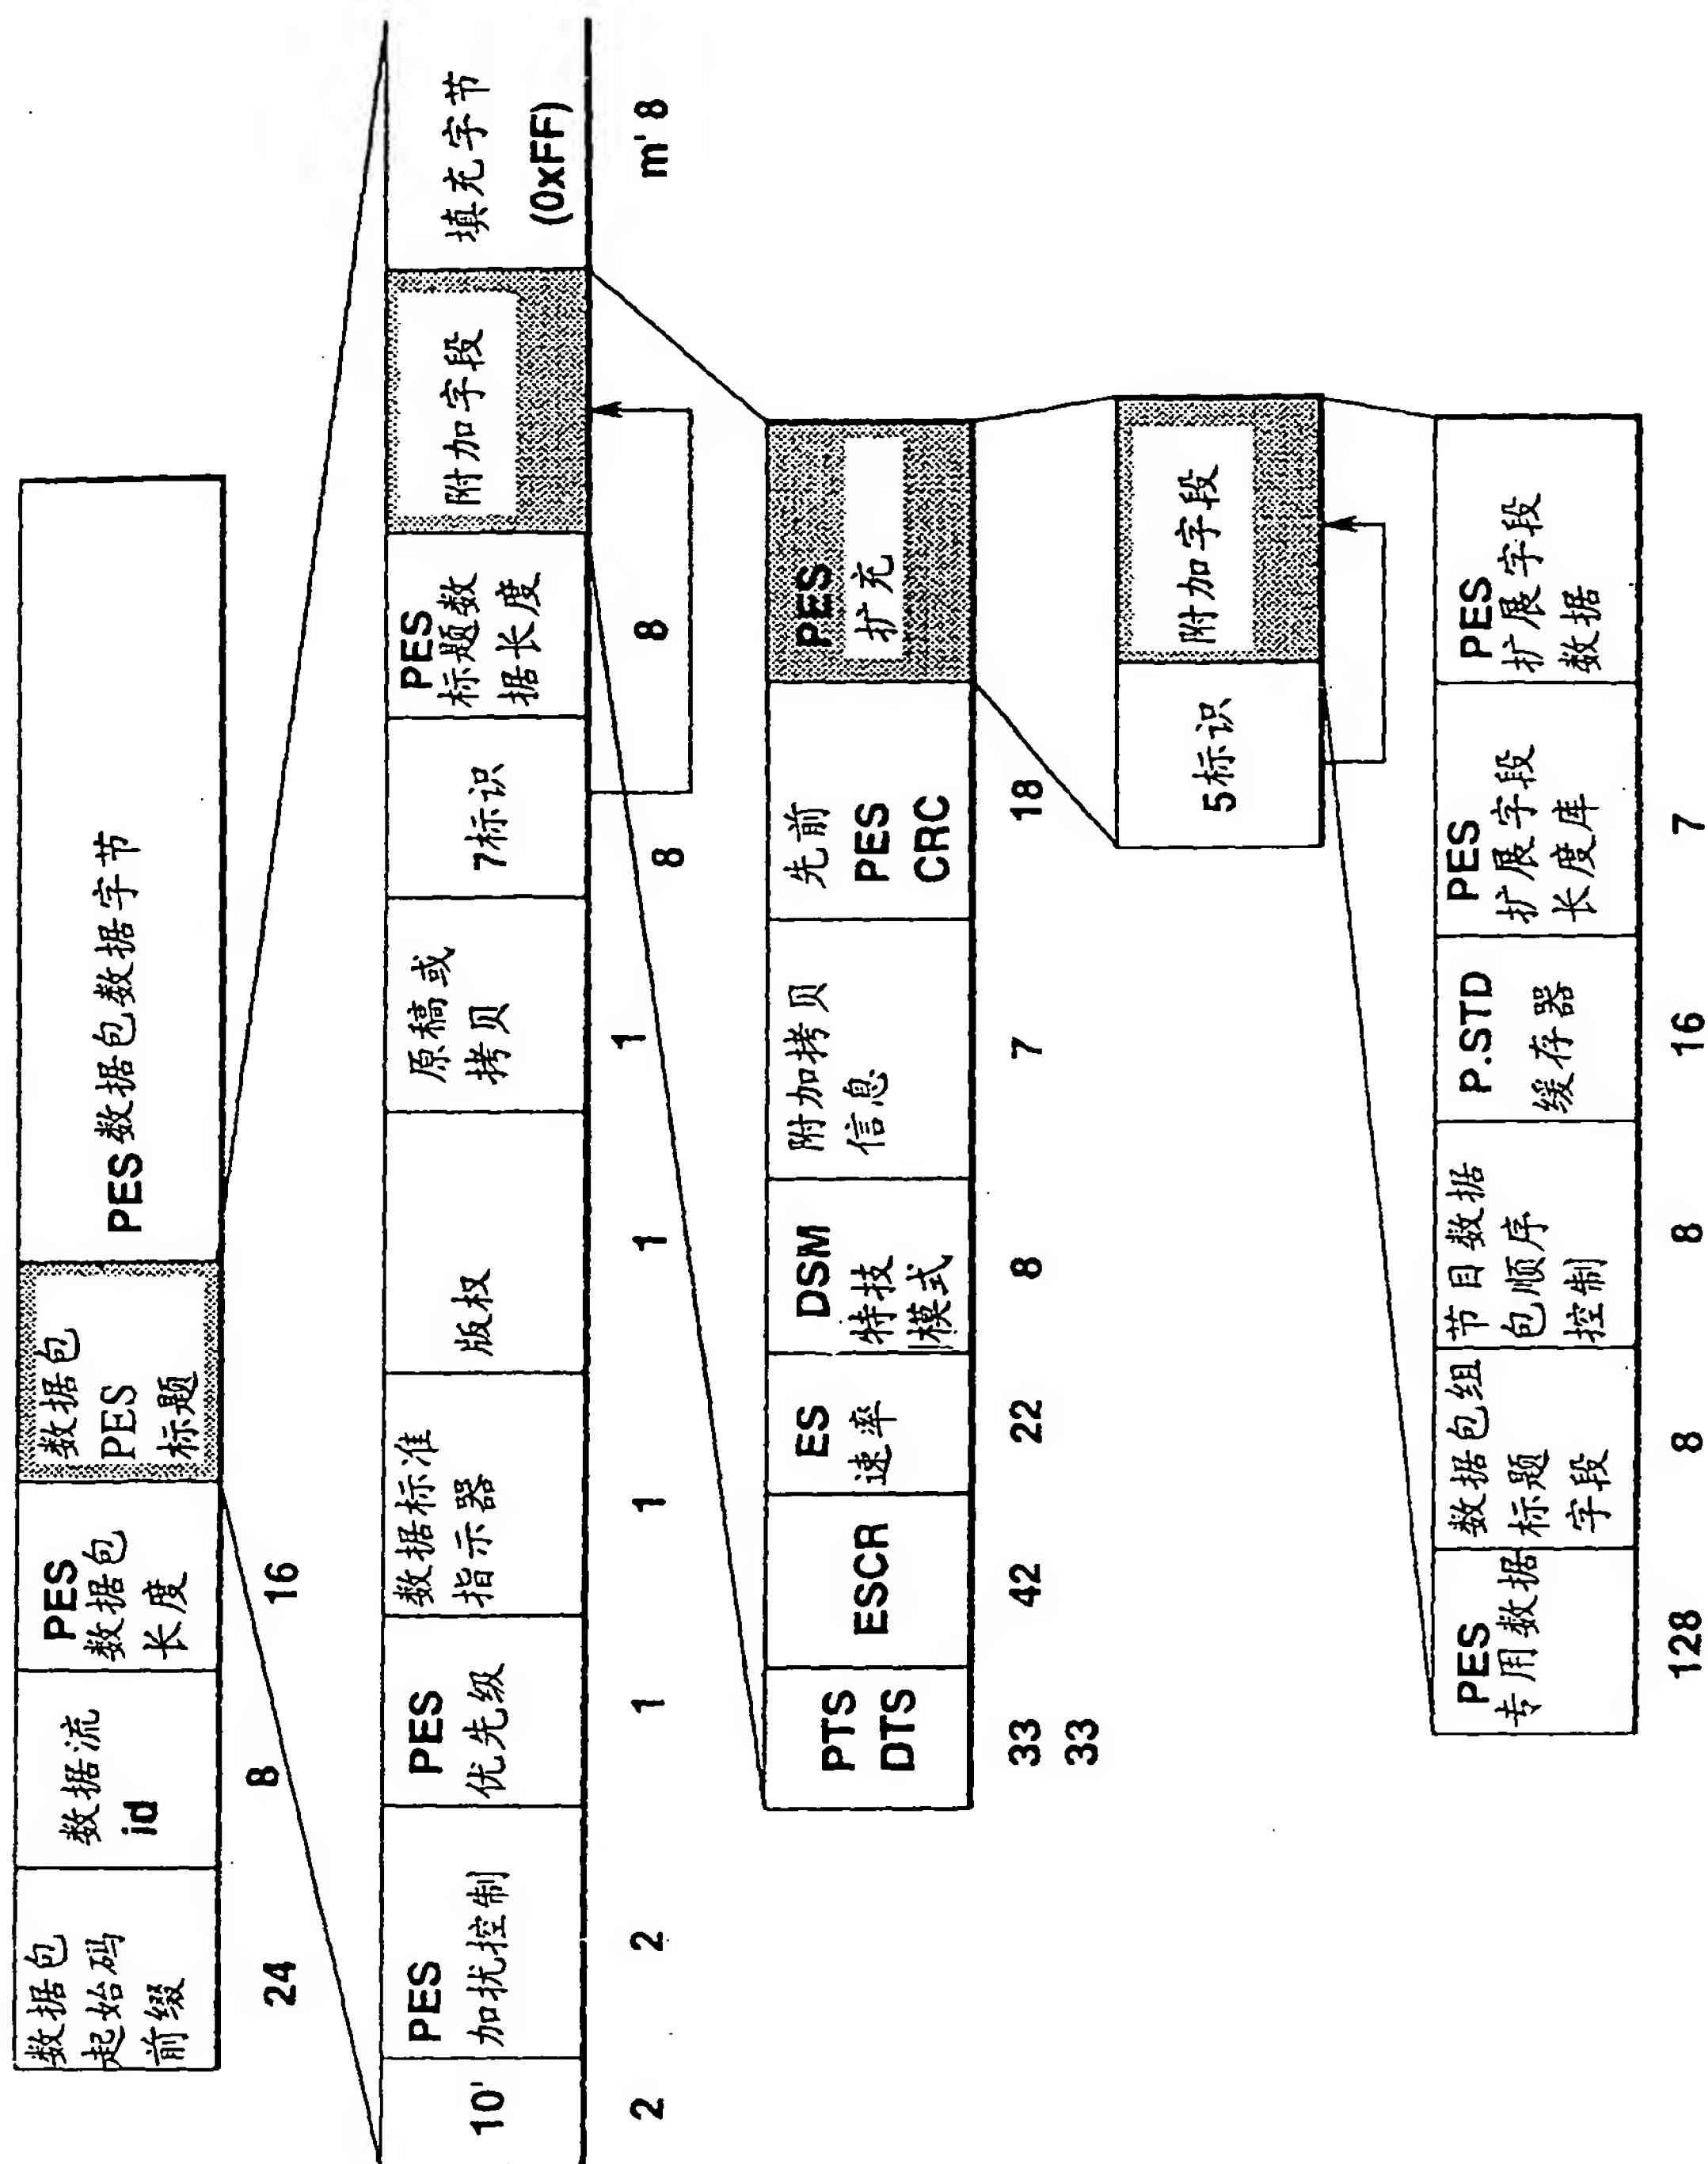 数据包
起始码
前缀
数据流
id
PES
数据包
长度
数据包
PES
标题
PES数据包数据字节
24
8
16
10'
PES
加扰控制
PES
优先级
数据标准
指示器
版权
原稿或
拷贝
7标识
PES
标题数
据长度
附加字段
填充字节
(0xFF)
2
2
1
1
1
1
8
8
m' 8
PTS
DTS
ESCR
ES
速率
DSM
特技
模式
附加拷贝
信息
先前
PES
CRC
PES
扩充
33
33
42
22
8
7
18
5标识
附加字段
PES
专用数据
数据包组
标题
字段
节目数据
包顺序
控制
P.STD
缓存器
PES
扩展字段
长度库
PES
扩展字段
数据
128
8
8
16
7